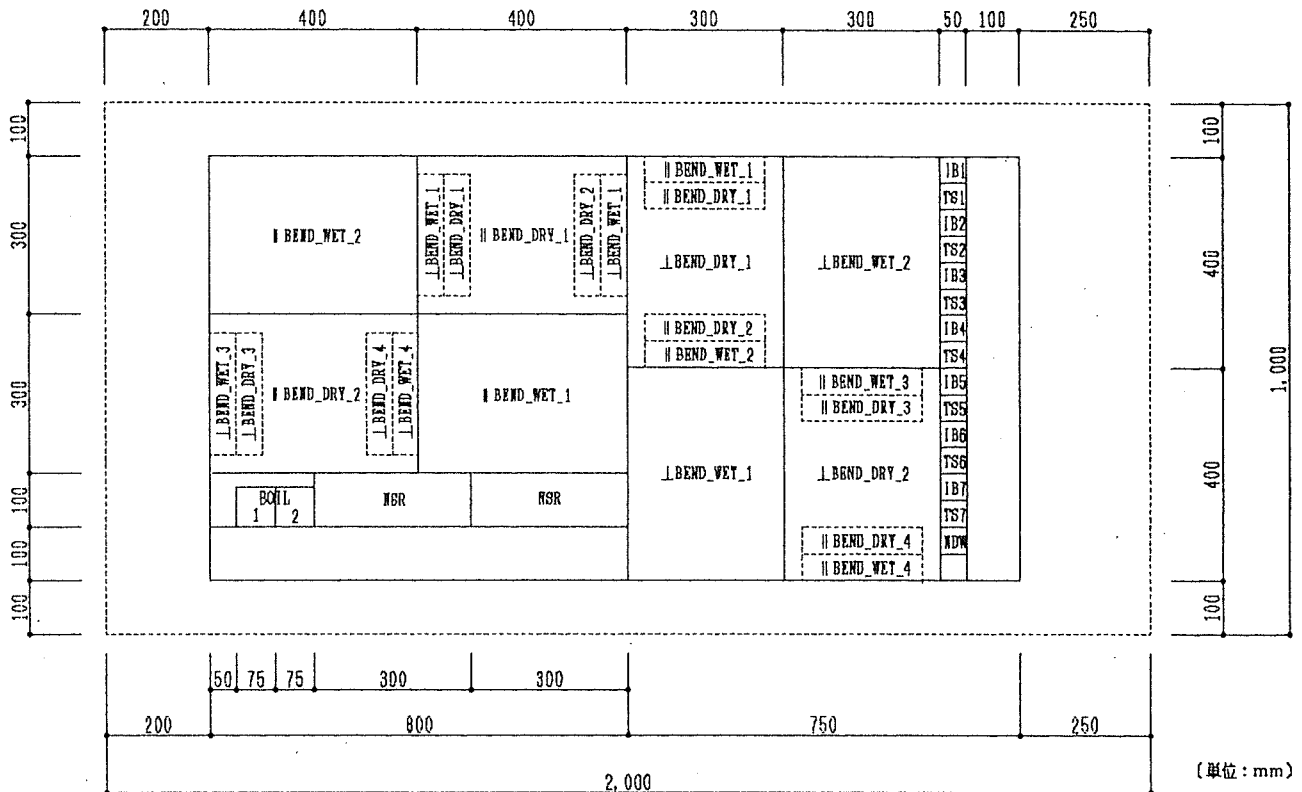 200 400 400 300 300 50 100 250
100
300
300
100
100
100
100
400
400
100
1,000
∥BEND_WET_2
⊥BEND_WET_1
⊥BEND_DRY_1
∥BEND_DRY_1
⊥BEND_DRY_2
⊥BEND_WET_1
∥BEND_WET_1
∥BEND_DRY_1
⊥BEND_DRY_1
∥BEND_DRY_2
∥BEND_WET_2
⊥BEND_WET_2
⊥BEND_WET_3
⊥BEND_DRY_3
∥BEND_DRY_2
⊥BEND_DRY_4
⊥BEND_WET_4
∥BEND_WET_1
⊥BEND_WET_1
∥BEND_WET_3
∥BEND_DRY_3
⊥BEND_DRY_2
∥BEND_DRY_4
∥BEND_WET_4
IB1
TS1
IB2
TS2
IB3
TS3
IB4
TS4
IB5
TS5
IB6
TS6
IB7
TS7
NDW
BOIL
1 2
NSR
50 75 75 300 300
200 800 750 250
2,000
〔単位:mm〕